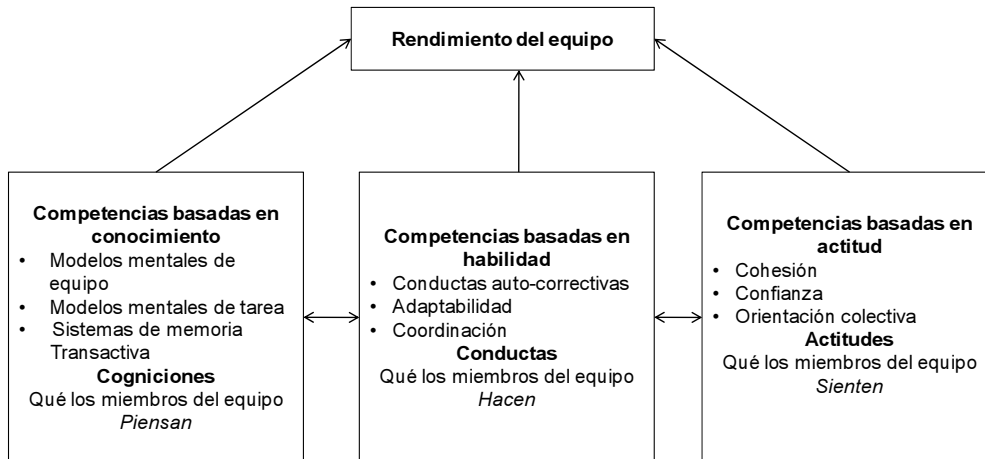 Rendimiento del equipo
Competencias basadas en
conocimiento
• Modelos mentales de
equipo
• Modelos mentales de tarea
• Sistemas de memoria
Transactiva
Cogniciones
Qué los miembros del equipo
Piensan
Competencias basadas en
habilidad
• Conductas auto-correctivas
• Adaptabilidad
• Coordinación
Conductas
Qué los miembros del equipo
Hacen
Competencias basadas en
actitud
• Cohesión
• Confianza
• Orientación colectiva
Actitudes
Qué los miembros del equipo
Sienten